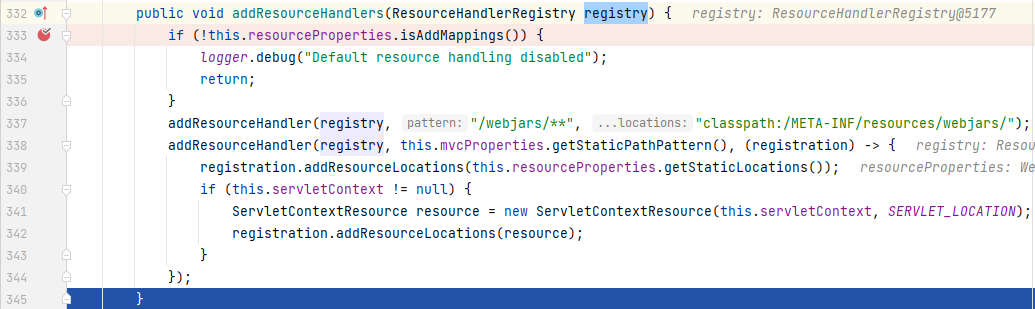 332 public void addResourceHandlers(ResourceHandlerRegistry registry) { registry: ResourceHandlerRegistry@5177
333 if (!this.resourceProperties.isAddMappings()) {
334 logger.debug("Default resource handling disabled");
335 return;
336 }
337 addResourceHandler(registry, pattern: "/webjars/**", ...locations: "classpath:/META-INF/resources/webjars/");
338 addResourceHandler(registry, this.mvcProperties.getStaticPathPattern(), (registration) -> { registry: Resou
339 registration.addResourceLocations(this.resourceProperties.getStaticLocations()); resourceProperties: We
340 if (this.servletContext != null) {
341 ServletContextResource resource = new ServletContextResource(this.servletContext, SERVLET_LOCATION);
342 registration.addResourceLocations(resource);
343 }
344 });
345 }